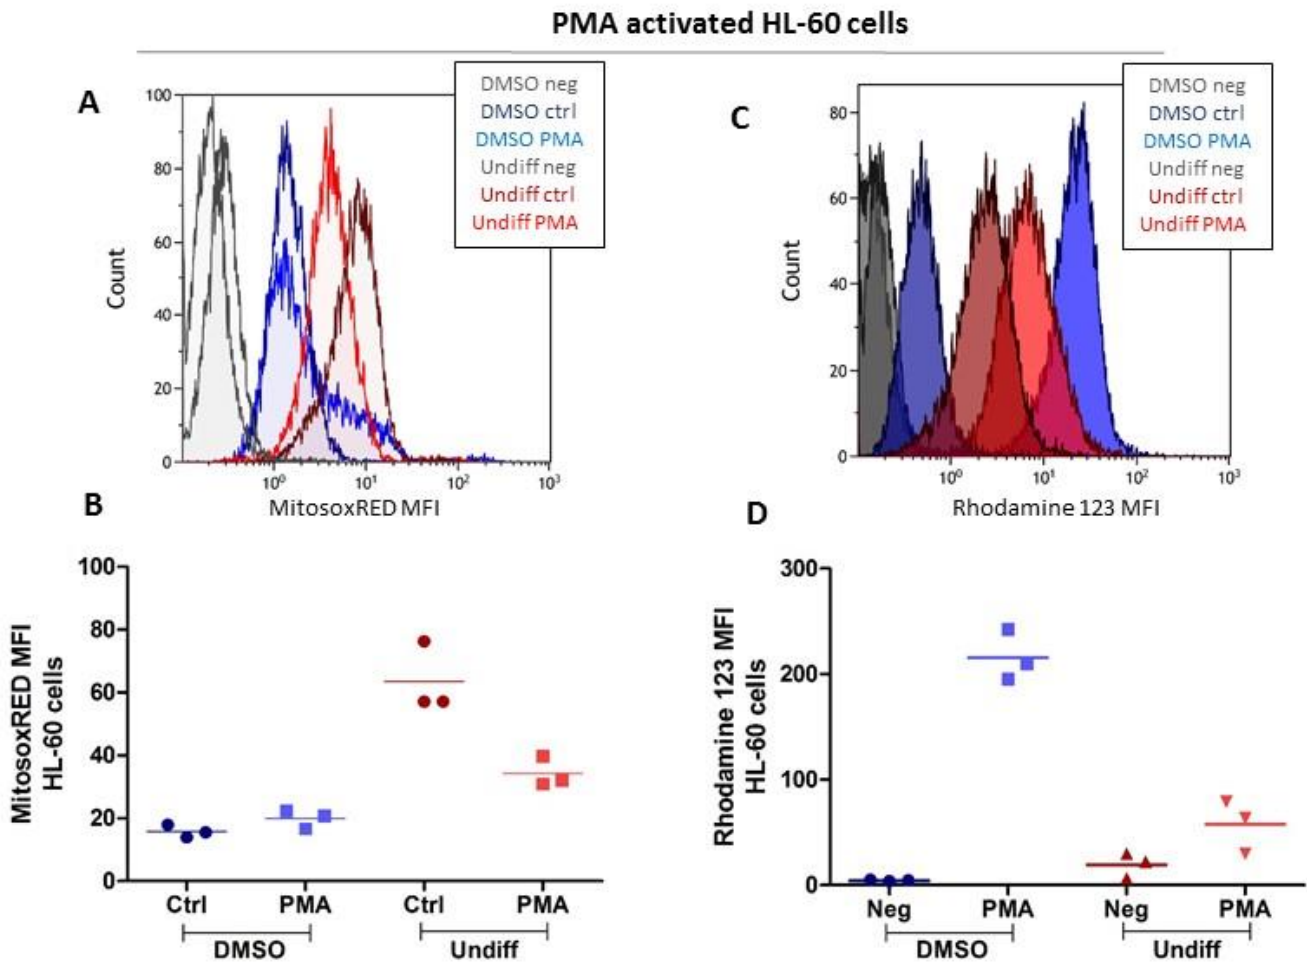 PMA activated HL-60 cells
A
DMSO neg
DMSO ctrl
DMSO PMA
Undiff neg
Undiff ctrl
Undiff PMA
100
80
60
40
20
0
Count
10⁰
10¹
10²
10³
MitosoxRED MFI
C
DMSO neg
DMSO ctrl
DMSO PMA
Undiff neg
Undiff ctrl
Undiff PMA
80
60
40
20
0
Count
10⁰
10¹
10²
10³
Rhodamine 123 MFI
B
100
80
60
40
20
0
MitosoxRED MFI
HL-60 cells
Ctrl
PMA
Ctrl
PMA
DMSO
Undiff
D
300
200
100
0
Rhodamine 123 MFI
HL-60 cells
Neg
PMA
Neg
PMA
DMSO
Undiff